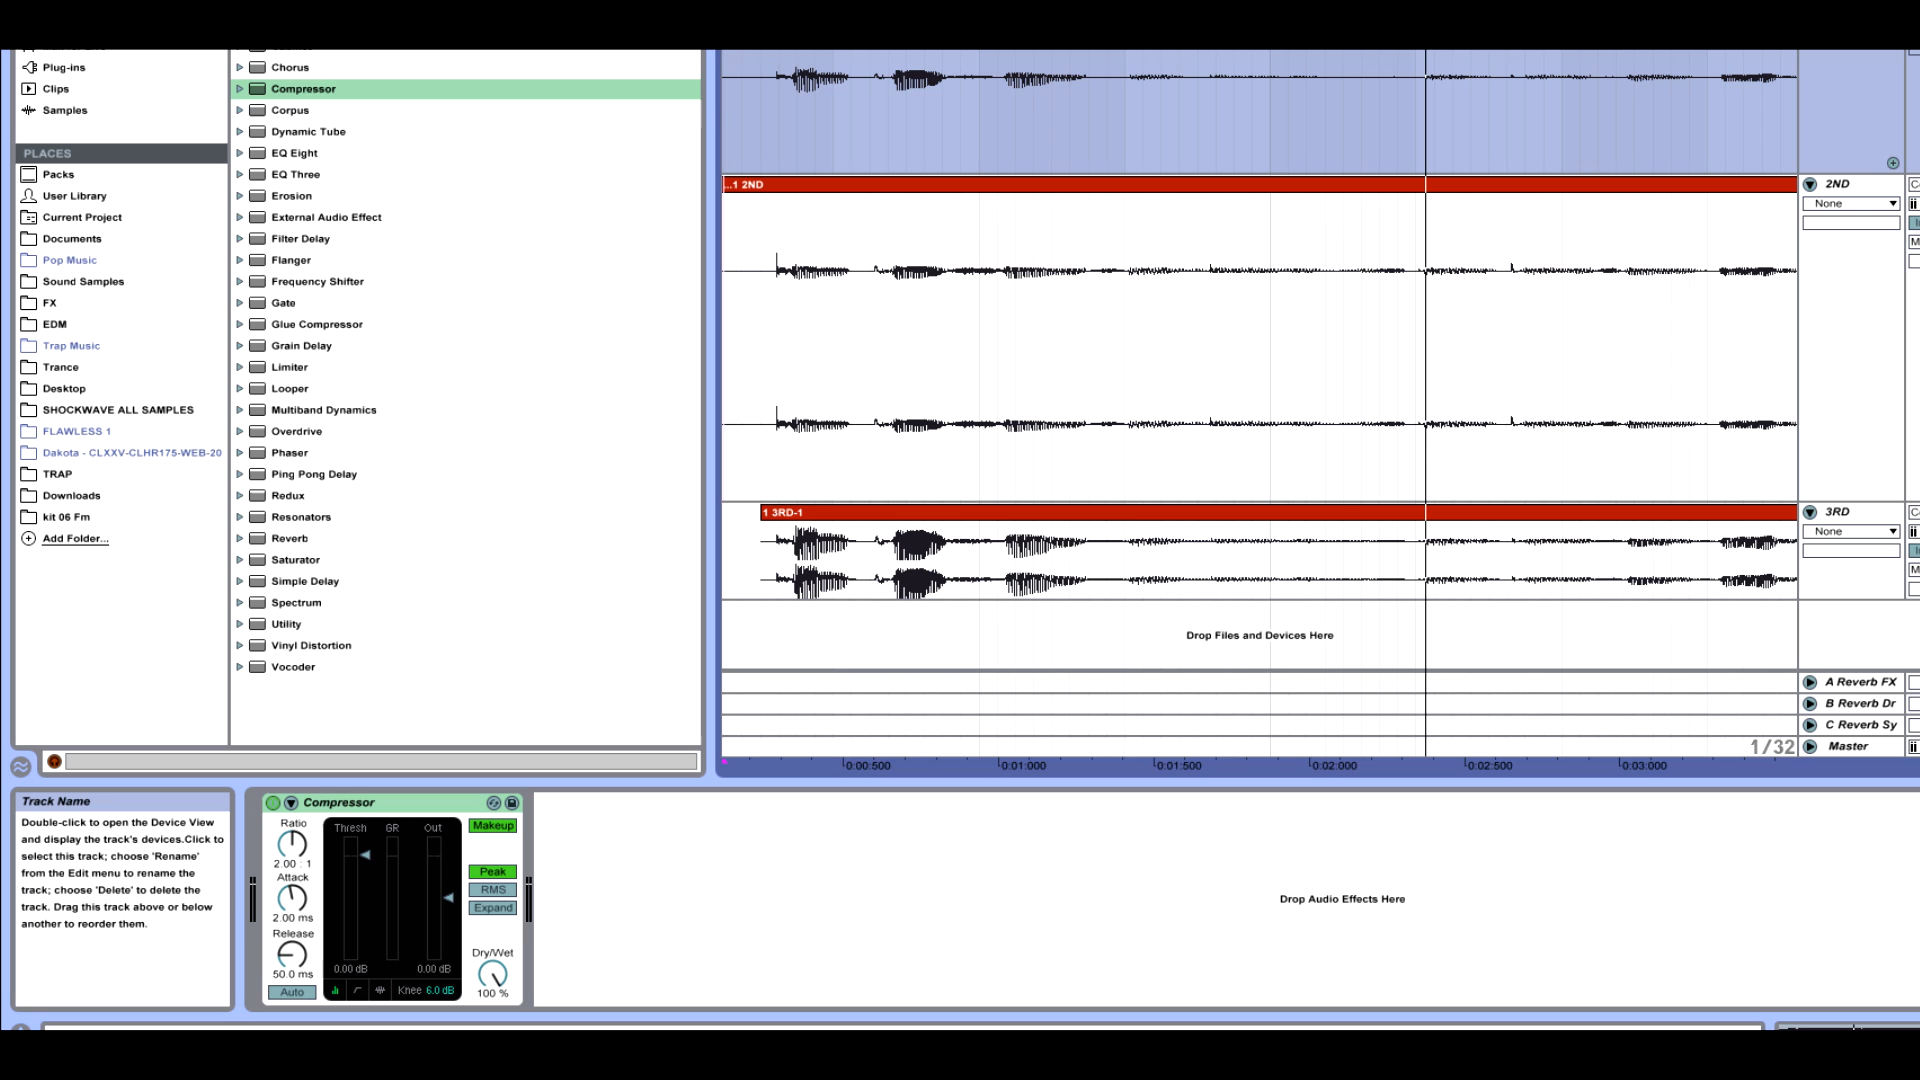 Plug-ins
Clips
Samples
PLACES
Packs
User Library
Current Project
Documents
Pop Music
Sound Samples
FX
EDM
Trap Music
Trance
Desktop
SHOCKWAVE ALL SAMPLES
FLAWLESS 1
Dakota - CLXXV-CLHR175-WEB-20
TRAP
Downloads
kit 06 Fm
Add Folder...
Chorus
Compressor
Corpus
Dynamic Tube
EQ Eight
EQ Three
Erosion
External Audio Effect
Filter Delay
Flanger
Frequency Shifter
Gate
Glue Compressor
Grain Delay
Limiter
Looper
Multiband Dynamics
Overdrive
Phaser
Ping Pong Delay
Redux
Resonators
Reverb
Saturator
Simple Delay
Spectrum
Utility
Vinyl Distortion
Vocoder
...1 2ND
2ND
None
1 3RD-1
3RD
None
Drop Files and Devices Here
A Reverb FX
B Reverb Dr
C Reverb Sy
1/32
Master
0:00:500
0:01:000
0:01:500
0:02:000
0:02:500
0:03:000
Track Name
Double-click to open the Device View
and display the track's devices.Click to
select this track; choose 'Rename'
from the Edit menu to rename the
track; choose 'Delete' to delete the
track. Drag this track above or below
another to reorder them.
Compressor
Ratio
2.00 : 1
Attack
2.00 ms
Release
50.0 ms
Auto
Thresh GR Out
0.00 dB 0.00 dB
Knee 6.0 dB
Makeup
Peak
RMS
Expand
Dry/Wet
100 %
Drop Audio Effects Here